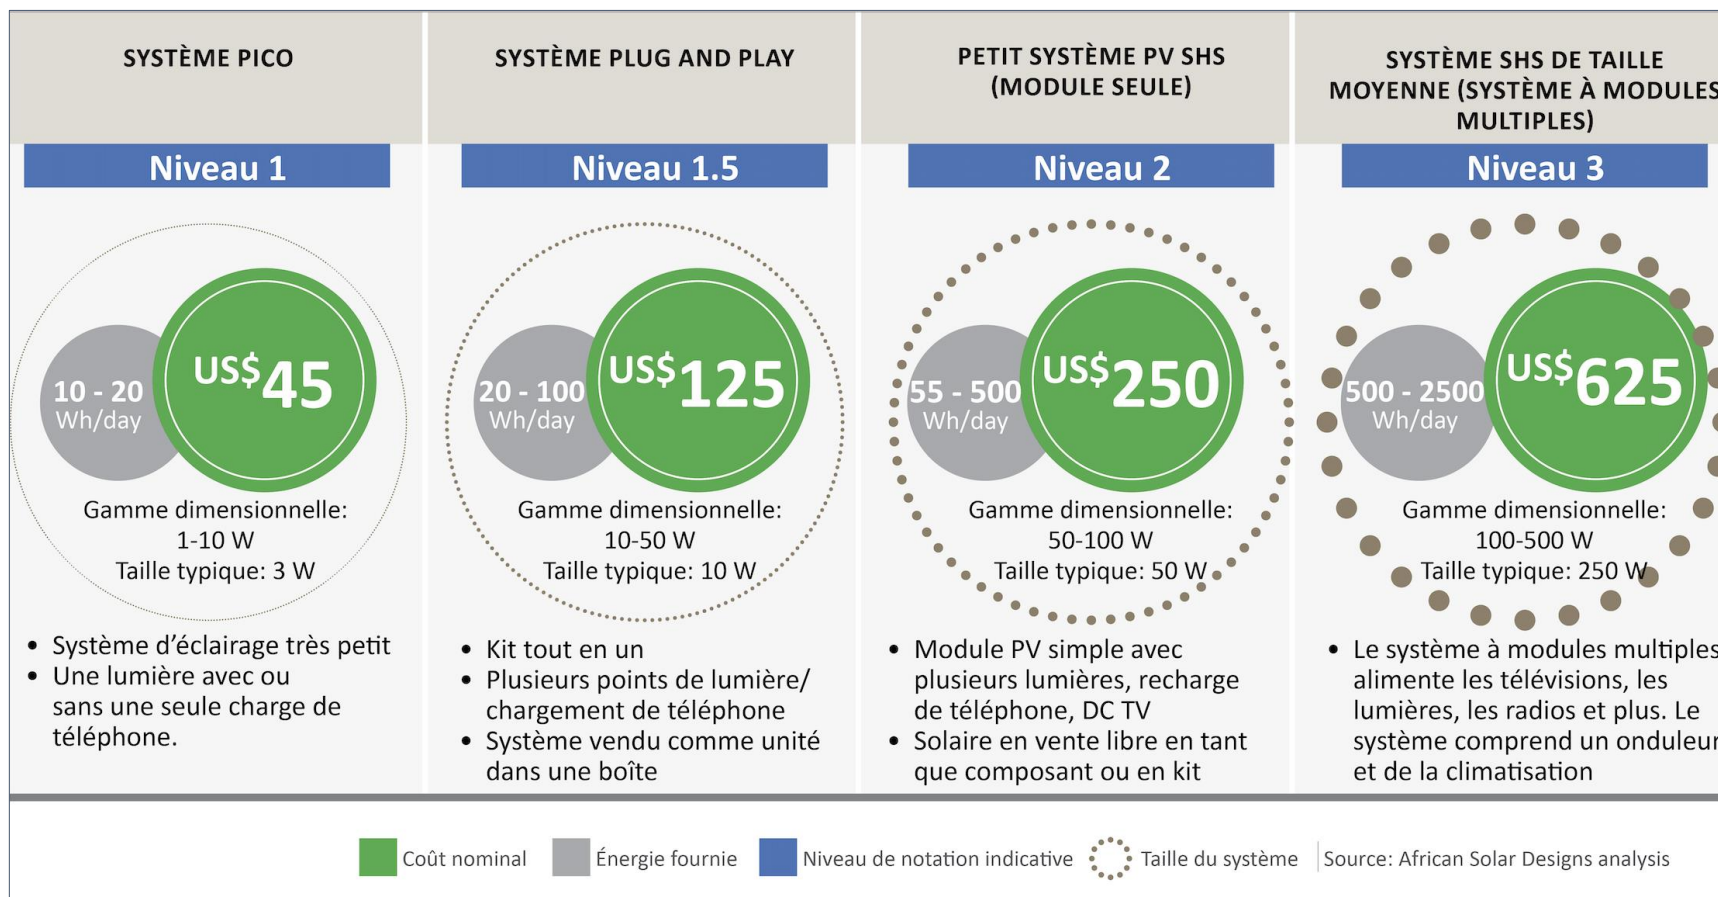 SYSTÈME PICO
Niveau 1
10 - 20
Wh/day
US$45
Gamme dimensionnelle:
1-10 W
Taille typique: 3 W
• Système d’éclairage très petit
• Une lumière avec ou
sans une seule charge de
téléphone.
SYSTÈME PLUG AND PLAY
Niveau 1.5
20 - 100
Wh/day
US$125
Gamme dimensionnelle:
10-50 W
Taille typique: 10 W
• Kit tout en un
• Plusieurs points de lumière/
chargement de téléphone
• Système vendu comme unité
dans une boîte
PETIT SYSTÈME PV SHS
(MODULE SEULE)
Niveau 2
55 - 500
Wh/day
US$250
Gamme dimensionnelle:
50-100 W
Taille typique: 50 W
• Module PV simple avec
plusieurs lumières, recharge
de téléphone, DC TV
• Solaire en vente libre en tant
que composant ou en kit
SYSTÈME SHS DE TAILLE
MOYENNE (SYSTÈME À MODULES
MULTIPLES)
Niveau 3
500 - 2500
Wh/day
US$625
Gamme dimensionnelle:
100-500 W
Taille typique: 250 W
• Le système à modules multiples
alimente les télévisions, les
lumières, les radios et plus. Le
système comprend un onduleur
et de la climatisation
Coût nominal
Énergie fournie
Niveau de notation indicative
Taille du système
Source: African Solar Designs analysis